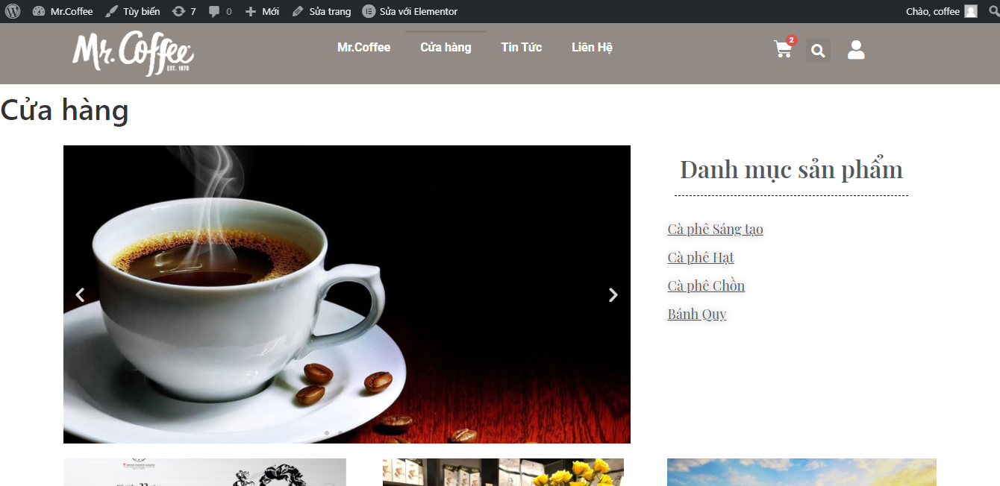 Mr.Coffee Tùy biến 7 0 Mới Sửa trang Sửa với Elementor Chào, coffee
Mr. Coffee
EST. 1970
Mr.Coffee Cửa hàng Tin Tức Liên Hệ 2
Cửa hàng
Danh mục sản phẩm
Cà phê Sáng tạo
Cà phê Hạt
Cà phê Chồn
Bánh Quy